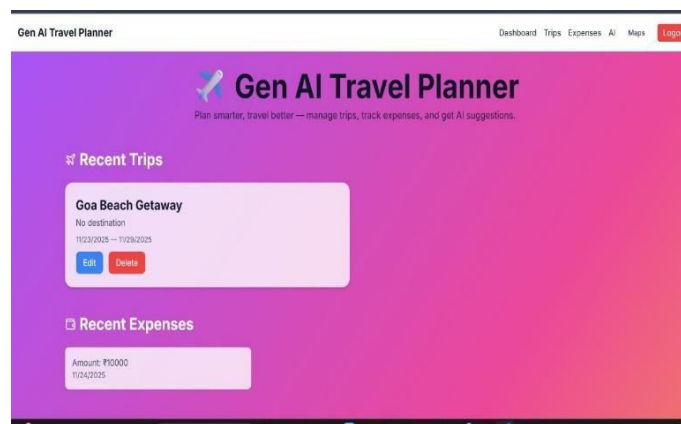 Gen AI Travel Planner
Dashboard Trips Expenses AI Maps Logo
Gen AI Travel Planner
Plan smarter, travel better — manage trips, track expenses, and get AI suggestions.
Recent Trips
Goa Beach Getaway
No destination
11/23/2025 — 11/29/2025
Edit Delete
Recent Expenses
Amount: ₹10000
11/24/2025